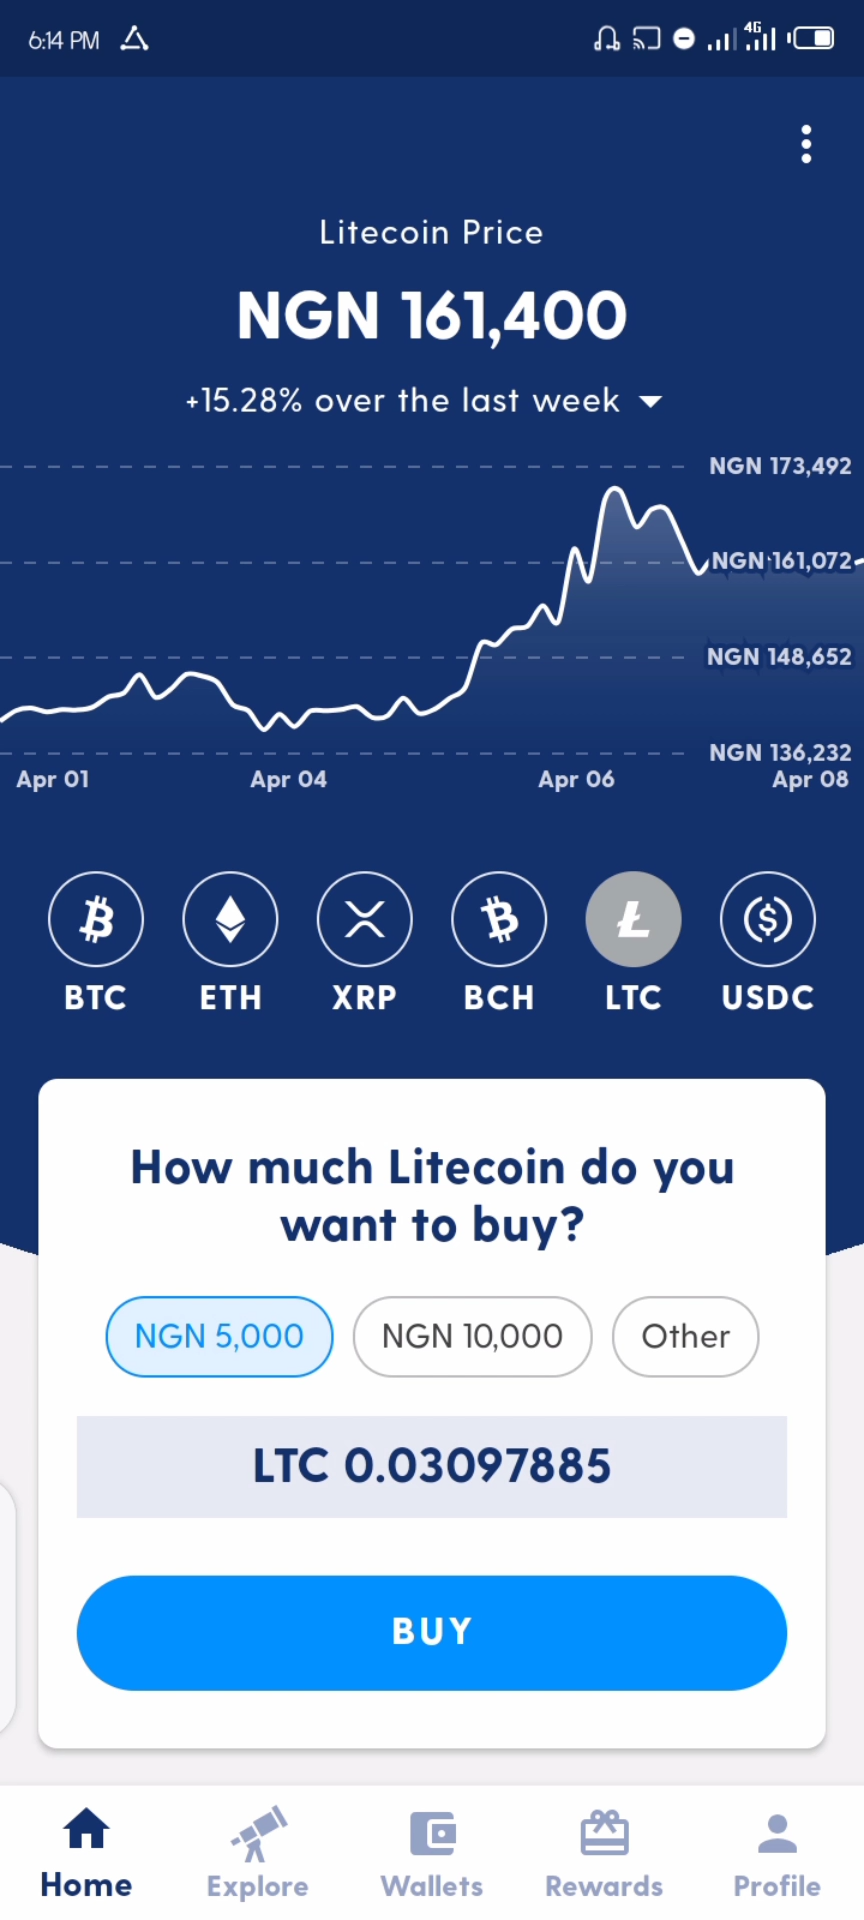 6:14 PM
4G
Litecoin Price
NGN 161,400
+15.28% over the last week
NGN 173,492
NGN 161,072
NGN 148,652
NGN 136,232
Apr 01 Apr 04 Apr 06 Apr 08
BTC ETH XRP BCH LTC USDC
How much Litecoin do you
want to buy?
NGN 5,000 NGN 10,000 Other
LTC 0.03097885
BUY
Home Explore Wallets Rewards Profile